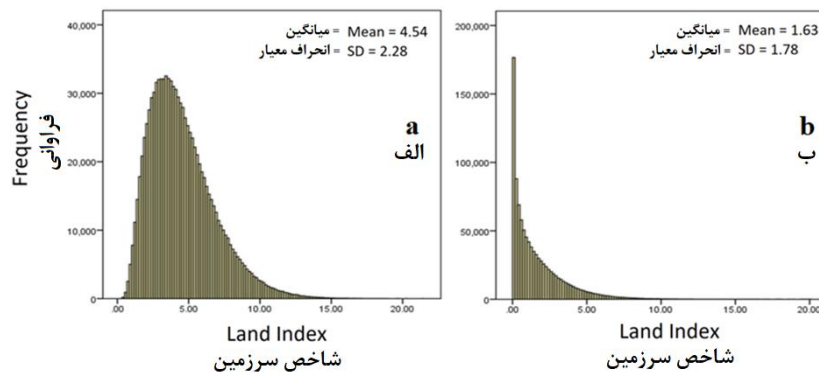 40,000
30,000
20,000
10,000
0
Frequency
فراوانی
میانگین = Mean = 4.54
انحراف معیار = SD = 2.28
a
الف
.00 5.00 10.00 15.00 20.00
Land Index
شاخص سرزمین
200,000
150,000
100,000
50,000
0
میانگین = Mean = 1.63
انحراف معیار = SD = 1.78
b
ب
.00 5.00 10.00 15.00 20.00
Land Index
شاخص سرزمین